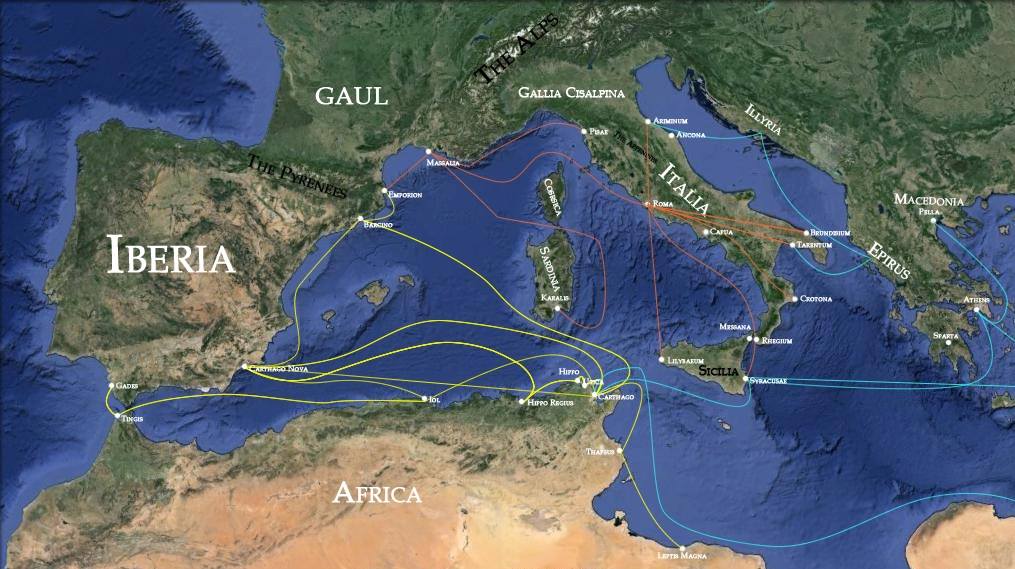 The Alps
GAUL
Gallia Cisalpina
Illyria
Ariminum
Ancona
Pisae
The Apennines
Massalia
The Pyrenees
Emporion
Barcino
Corsica
Italia
Roma
Macedonia
Pella
Capua
Brundisium
Tarentum
Epirus
Iberia
Sardinia
Karalis
Crotona
Athens
Messana
Rhegium
Sparta
Lilybaeum
Sicilia
Syracusae
Carthago Nova
Hippo
Utica
Gades
Iol
Hippo Regius
Carthago
Tingis
Thapsus
Africa
Leptis Magna